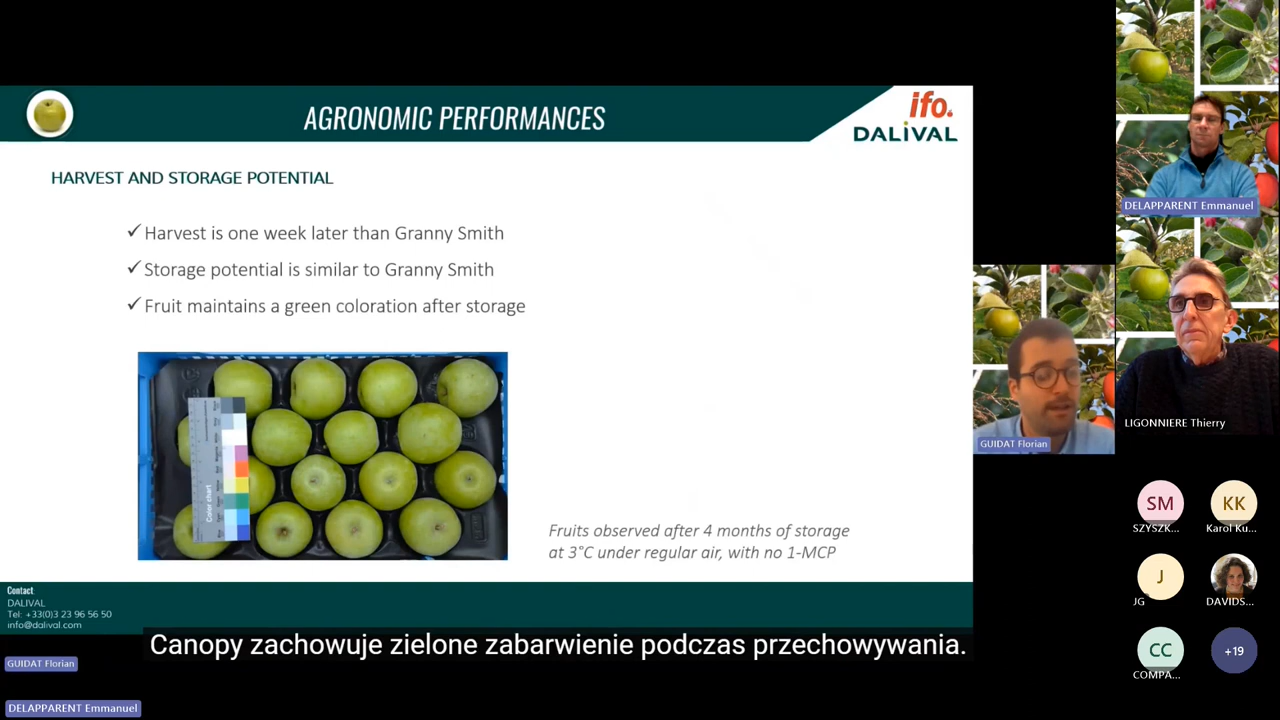 AGRONOMIC PERFORMANCES
ifo.
DALIVAL
HARVEST AND STORAGE POTENTIAL
✓ Harvest is one week later than Granny Smith
✓ Storage potential is similar to Granny Smith
✓ Fruit maintains a green coloration after storage
Color chart
Fruits observed after 4 months of storage
at 3°C under regular air, with no 1-MCP
Contact
DALIVAL
Tel: +33(0)3 23 96 56 50
info@dalival.com
Canopy zachowuje zielone zabarwienie podczas przechowywania.
GUIDAT Florian
DELAPPARENT Emmanuel
DELAPPARENT Emmanuel
GUIDAT Florian
LIGONNIERE Thierry
SM
SZYSZK...
KK
Karol Ku...
J
JG
DAVIDS...
CC
COMPA...
+19